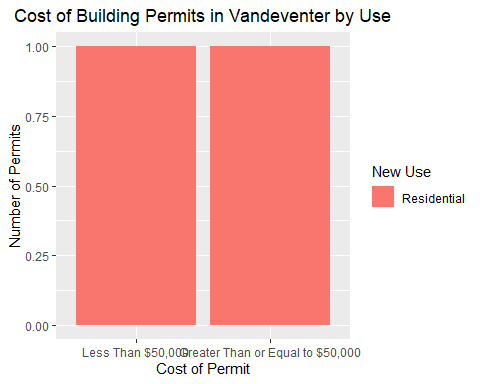 Cost of Building Permits in Vandeventer by Use
1.00
0.75
0.50
0.25
0.00
Number of Permits
Less Than $50,000
Greater Than or Equal to $50,000
Cost of Permit
New Use
Residential